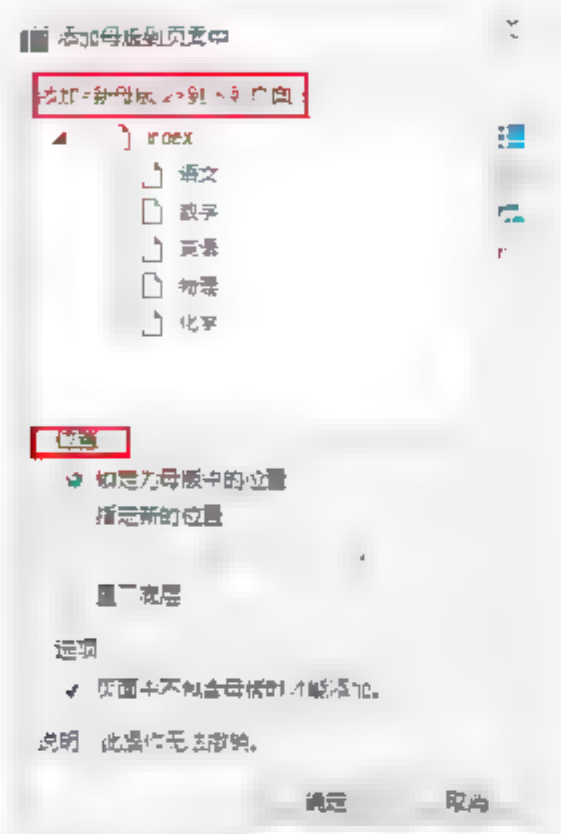 添加母版到页面中
index
语文
数学
英语
物理
化学
位置
锁定为母版中的位置
指定新的位置
置于底层
选项
页面中不包含母版时才能添加。
说明 此操作无法撤销。
确定 取消